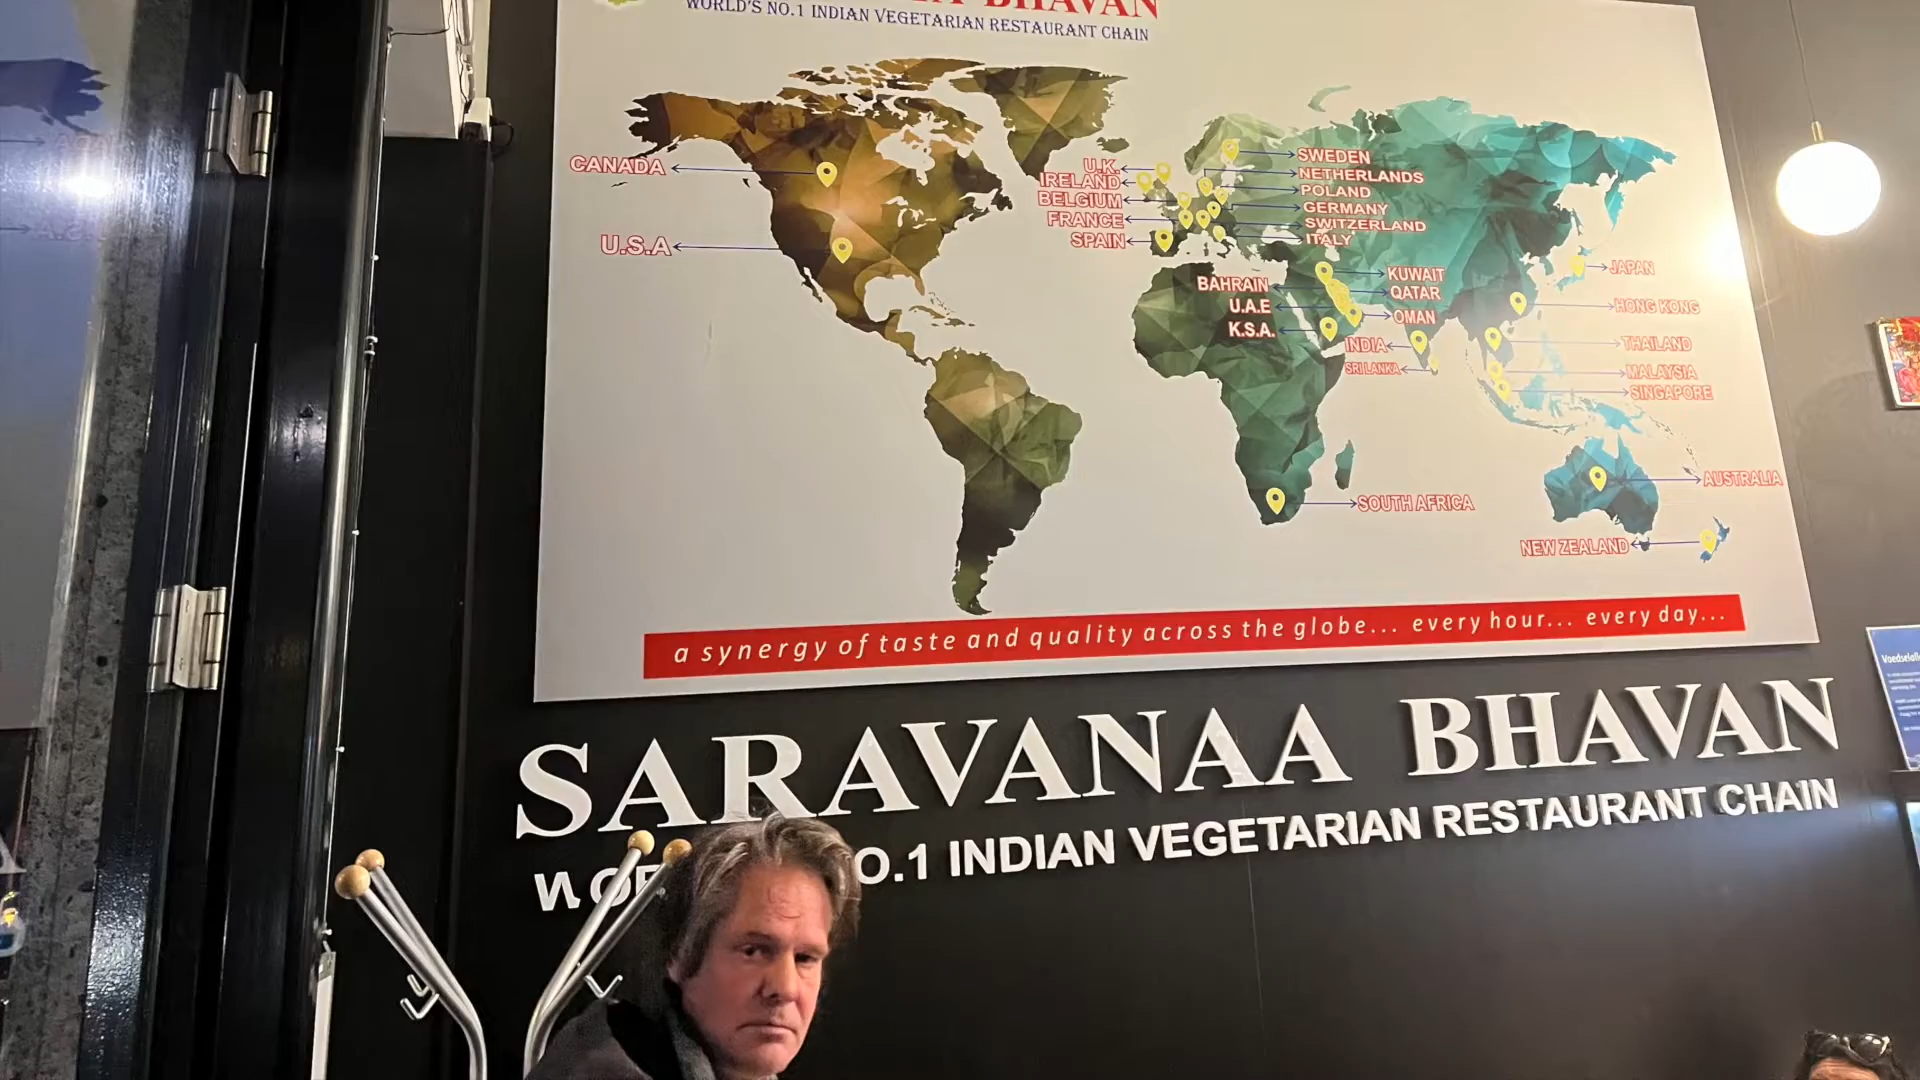 BHAVAN
WORLD'S NO.1 INDIAN VEGETARIAN RESTAURANT CHAIN
CANADA
U.S.A
U.K.
IRELAND
BELGIUM
FRANCE
SPAIN
SWEDEN
NETHERLANDS
POLAND
GERMANY
SWITZERLAND
ITALY
BAHRAIN
U.A.E
K.S.A.
KUWAIT
QATAR
OMAN
INDIA
SRI LANKA
JAPAN
HONG KONG
THAILAND
MALAYSIA
SINGAPORE
SOUTH AFRICA
AUSTRALIA
NEW ZEALAND
a synergy of taste and quality across the globe... every hour... every day...
SARAVANAA BHAVAN
NO.1 INDIAN VEGETARIAN RESTAURANT CHAIN